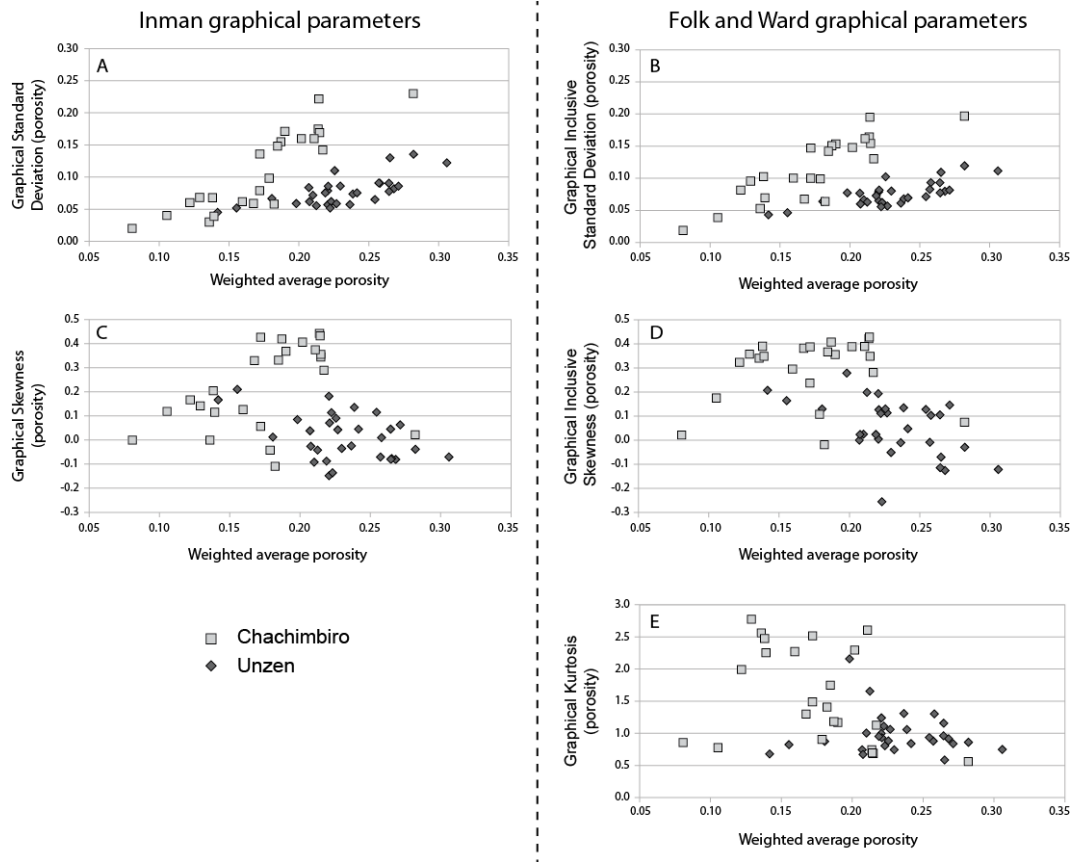 Inman graphical parameters
Folk and Ward graphical parameters
A
Graphical Standard
Deviation (porosity)
0.30
0.25
0.20
0.15
0.10
0.05
0.00
0.05 0.10 0.15 0.20 0.25 0.30 0.35
Weighted average porosity
B
Graphical Inclusive
Standard Deviation (porosity)
0.30
0.25
0.20
0.15
0.10
0.05
0.00
0.05 0.10 0.15 0.20 0.25 0.30 0.35
Weighted average porosity
C
Graphical Skewness
(porosity)
0.5
0.4
0.3
0.2
0.1
0.0
-0.1
-0.2
-0.3
0.05 0.10 0.15 0.20 0.25 0.30 0.35
Weighted average porosity
D
Graphical Inclusive
Skewness (porosity)
0.5
0.4
0.3
0.2
0.1
0.0
-0.1
-0.2
-0.3
0.05 0.10 0.15 0.20 0.25 0.30 0.35
Weighted average porosity
Chachimbiro
Unzen
E
Graphical Kurtosis
(porosity)
3.0
2.5
2.0
1.5
1.0
0.5
0.0
0.05 0.10 0.15 0.20 0.25 0.30 0.35
Weighted average porosity